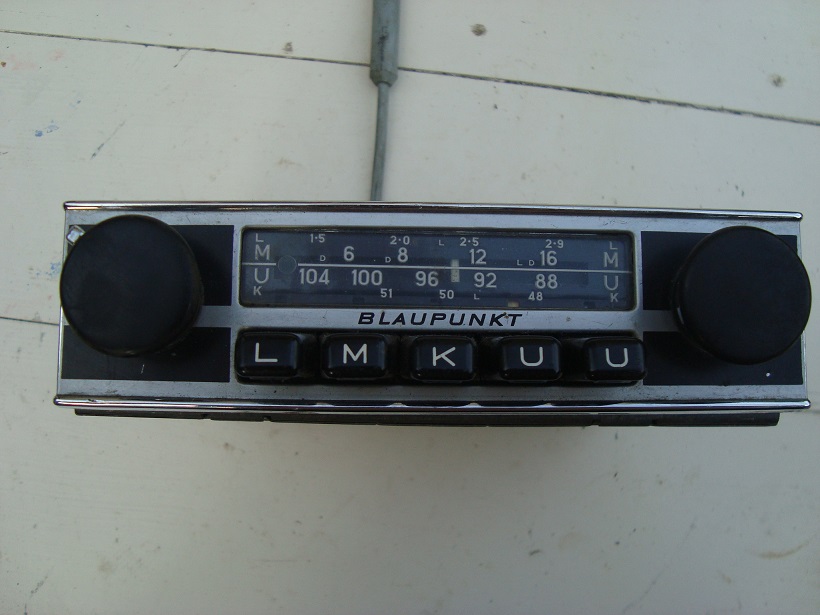 L 1·5 2·0 L 2·5 2·9 L
M D 6 D 8 12 L D 16 M
U 104 100 96 92 88 U
K 51 50 L 48 K
BLAUPUNKT
L M K U U